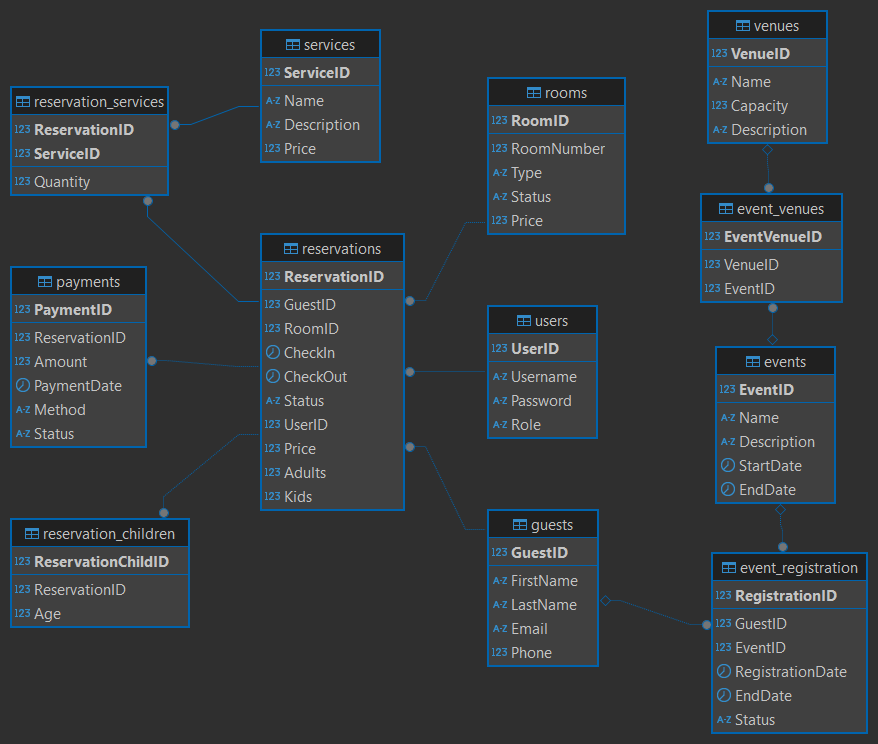 services
123 ServiceID
A-Z Name
A-Z Description
123 Price
reservation_services
123 ReservationID
123 ServiceID
123 Quantity
payments
123 PaymentID
123 ReservationID
123 Amount
PaymentDate
A-Z Method
A-Z Status
reservation_children
123 ReservationChildID
123 ReservationID
123 Age
reservations
123 ReservationID
123 GuestID
123 RoomID
CheckIn
CheckOut
A-Z Status
123 UserID
123 Price
123 Adults
123 Kids
rooms
123 RoomID
123 RoomNumber
A-Z Type
A-Z Status
123 Price
users
123 UserID
A-Z Username
A-Z Password
A-Z Role
guests
123 GuestID
A-Z FirstName
A-Z LastName
A-Z Email
123 Phone
venues
123 VenueID
A-Z Name
123 Capacity
A-Z Description
event_venues
123 EventVenueID
123 VenueID
123 EventID
events
123 EventID
A-Z Name
A-Z Description
StartDate
EndDate
event_registration
123 RegistrationID
123 GuestID
123 EventID
RegistrationDate
EndDate
A-Z Status